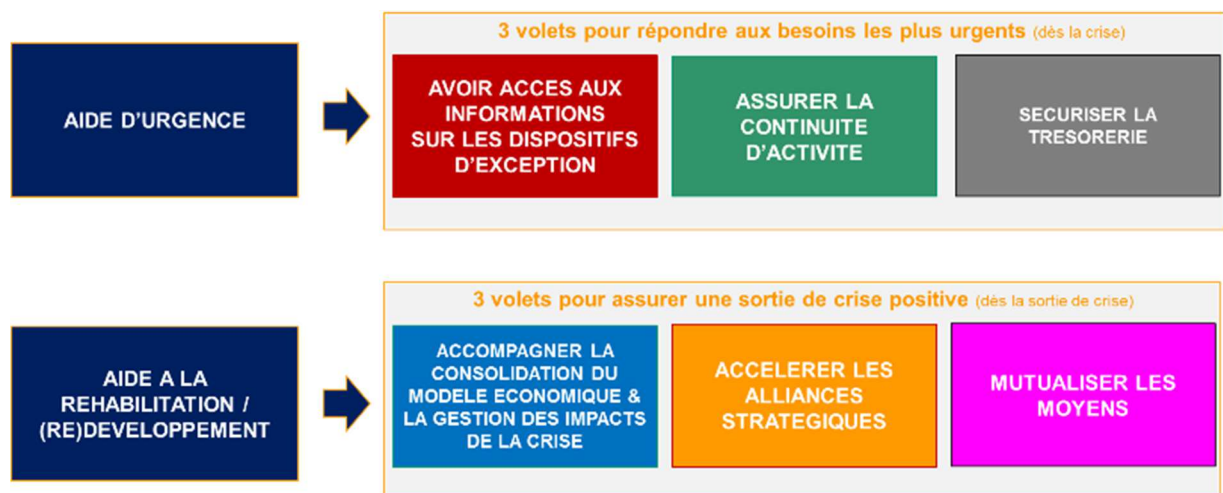 3 volets pour répondre aux besoins les plus urgents (dès la crise)
AIDE D'URGENCE
AVOIR ACCES AUX
INFORMATIONS
SUR LES DISPOSITIFS
D'EXCEPTION
ASSURER LA
CONTINUITE
D'ACTIVITE
SECURISER LA
TRESORERIE
3 volets pour assurer une sortie de crise positive (dès la sortie de crise)
AIDE A LA
REHABILITATION /
(RE)DEVELOPPEMENT
ACCOMPAGNER LA
CONSOLIDATION DU
MODELE ECONOMIQUE &
LA GESTION DES IMPACTS
DE LA CRISE
ACCELERER LES
ALLIANCES
STRATEGIQUES
MUTUALISER LES
MOYENS